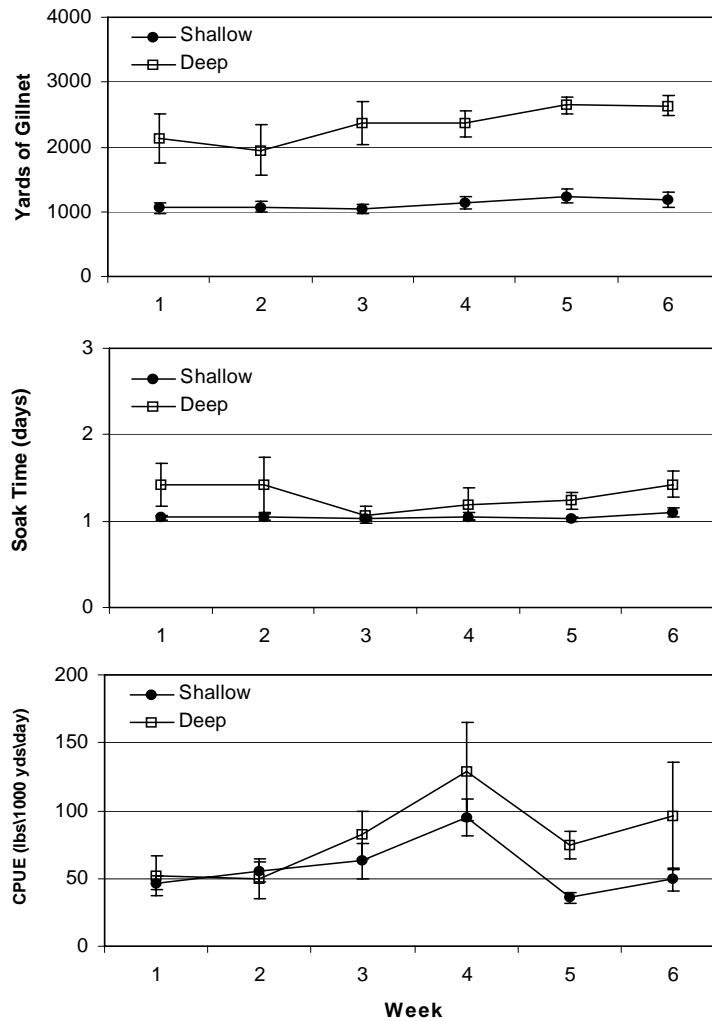 Yards of Gillnet
4000
3000
2000
1000
0
Shallow
Deep
1 2 3 4 5 6
Soak Time (days)
3
2
1
0
Shallow
Deep
1 2 3 4 5 6
CPUE (lbs\1000 yds\day)
200
150
100
50
0
Shallow
Deep
1 2 3 4 5 6
Week